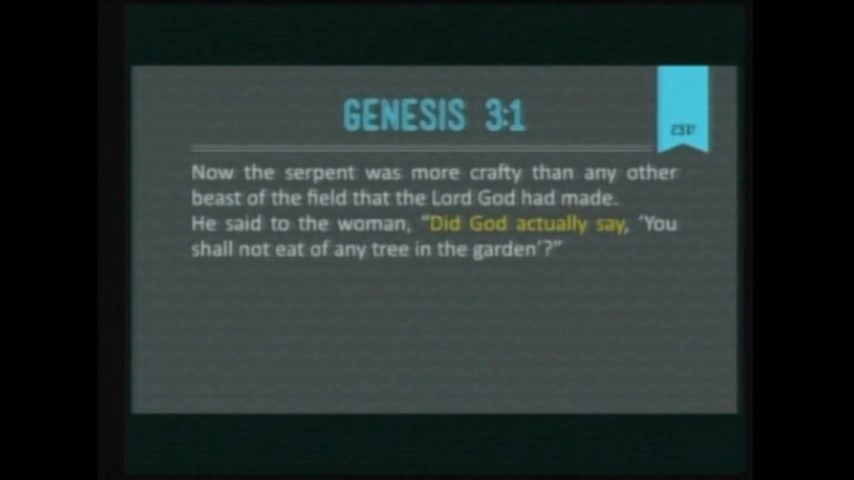 GENESIS 3:1
Now the serpent was more crafty than any other
beast of the field that the Lord God had made.
He said to the woman, “Did God actually say, ‘You
shall not eat of any tree in the garden’?”